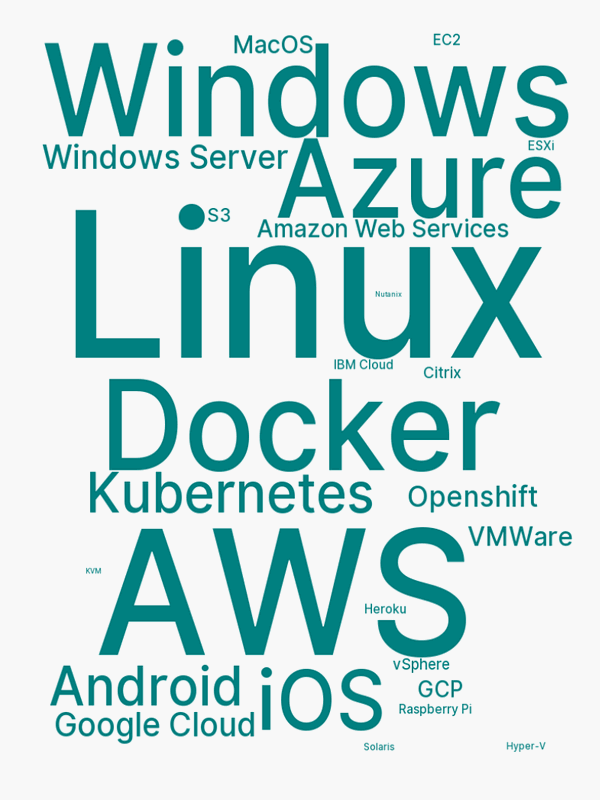 MacOS
EC2
Windows
ESXi
Windows Server
Azure
S3
Amazon Web Services
Linux
Nutanix
IBM Cloud
Citrix
Docker
Kubernetes
Openshift
VMWare
KVM
AWS
Heroku
vSphere
Android
iOS
GCP
Raspberry Pi
Google Cloud
Solaris
Hyper-V